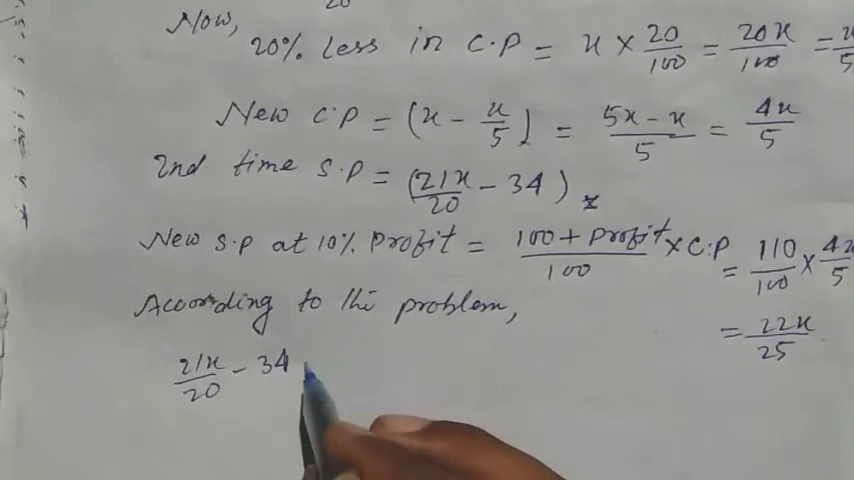 20
Now,
20% Less in C.P = x × 20/100 = 20x/100 = x/5
New C.P = (x - x/5) = 5x - x/5 = 4x/5
2nd time S.P = (21x/20 - 34)
New S.P at 10% Profit = 100 + Profit/100 × C.P = 110/100 × 4x/5
= 22x/25
According to the problem,
21x/20 - 34